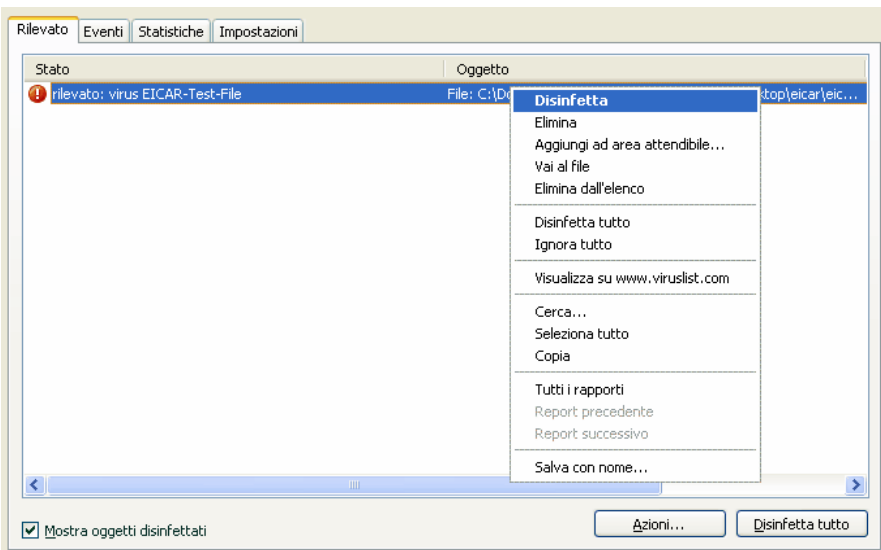 Rilevato Eventi Statistiche Impostazioni
Stato Oggetto
rilevato: virus EICAR-Test-File File: C:\Do ktop\eicar\eic...
Disinfetta
Elimina
Aggiungi ad area attendibile...
Vai al file
Elimina dall'elenco
Disinfetta tutto
Ignora tutto
Visualizza su www.viruslist.com
Cerca...
Seleziona tutto
Copia
Tutti i rapporti
Report precedente
Report successivo
Salva con nome...
Mostra oggetti disinfettati Azioni... Disinfetta tutto